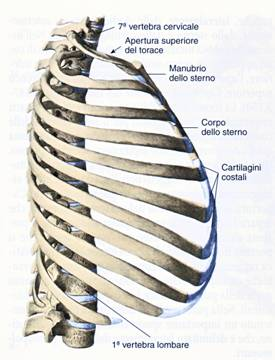 7ª vertebra cervicale
Apertura superiore
del torace
Manubrio
dello sterno
Corpo
dello sterno
Cartilagini
costali
1ª vertebra lombare